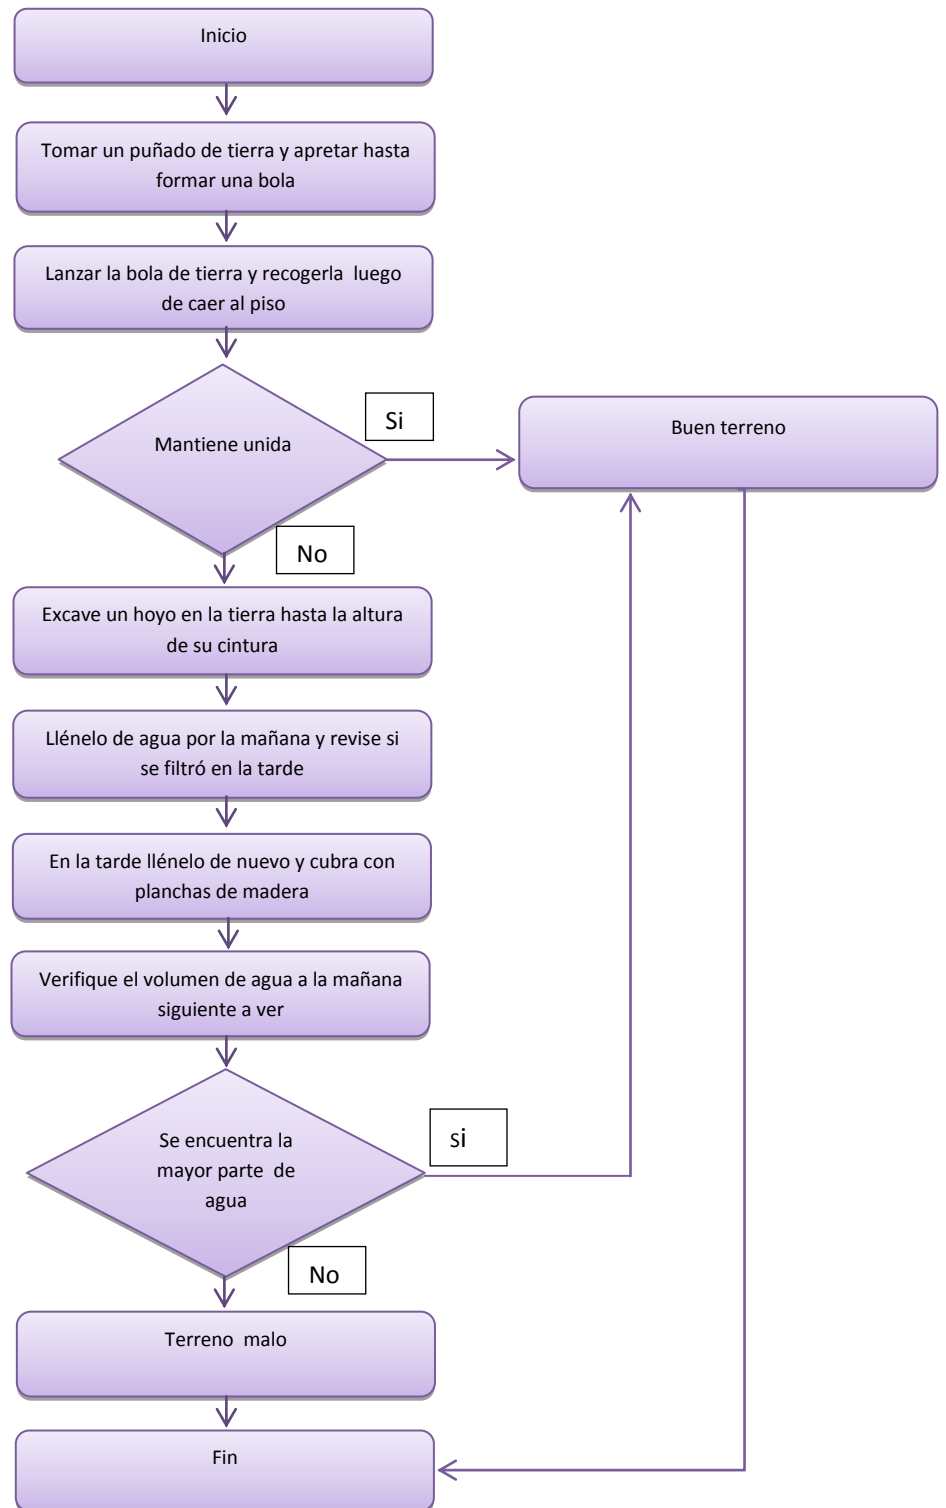 Inicio
Tomar un puñado de tierra y apretar hasta
formar una bola
Lanzar la bola de tierra y recogerla luego
de caer al piso
Mantiene unida
Si
Buen terreno
No
Excave un hoyo en la tierra hasta la altura
de su cintura
Llénelo de agua por la mañana y revise si
se filtró en la tarde
En la tarde llénelo de nuevo y cubra con
planchas de madera
Verifique el volumen de agua a la mañana
siguiente a ver
Se encuentra la
mayor parte de
agua
si
No
Terreno malo
Fin